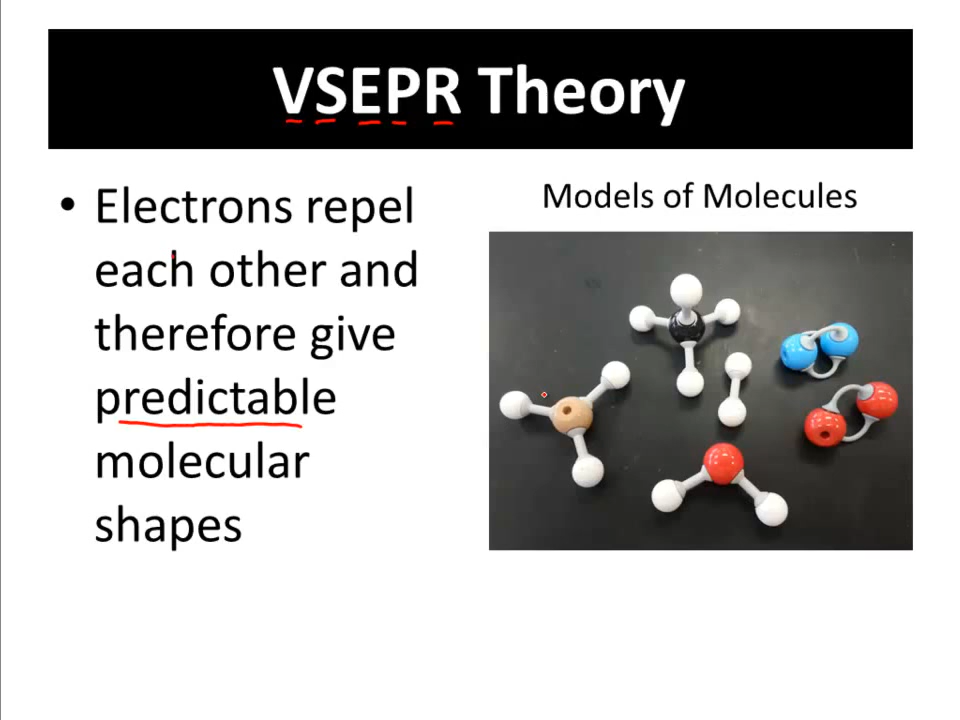 VSEPR Theory
• Electrons repel
each other and
therefore give
predictable
molecular
shapes
Models of Molecules